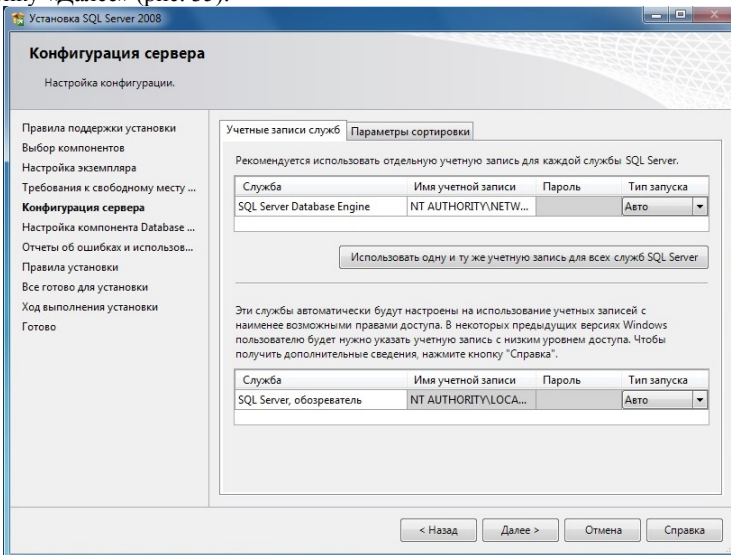 «Далее» (рис. 35).
Установка SQL Server 2008
Конфигурация сервера
Настройка конфигурации.
Правила поддержки установки
Выбор компонентов
Настройка экземпляра
Требования к свободному месту ...
Конфигурация сервера
Настройка компонента Database ...
Отчеты об ошибках и использов...
Правила установки
Все готово для установки
Ход выполнения установки
Готово
Учетные записи служб Параметры сортировки
Рекомендуется использовать отдельную учетную запись для каждой службы SQL Server.
Служба Имя учетной записи Пароль Тип запуска
SQL Server Database Engine NT AUTHORITY\NETW... Авто
Использовать одну и ту же учетную запись для всех служб SQL Server
Эти службы автоматически будут настроены на использование учетных записей с
наименее возможными правами доступа. В некоторых предыдущих версиях Windows
пользователю будет нужно указать учетную запись с низким уровнем доступа. Чтобы
получить дополнительные сведения, нажмите кнопку "Справка".
Служба Имя учетной записи Пароль Тип запуска
SQL Server, обозреватель NT AUTHORITY\LOCA... Авто
< Назад Далее > Отмена Справка